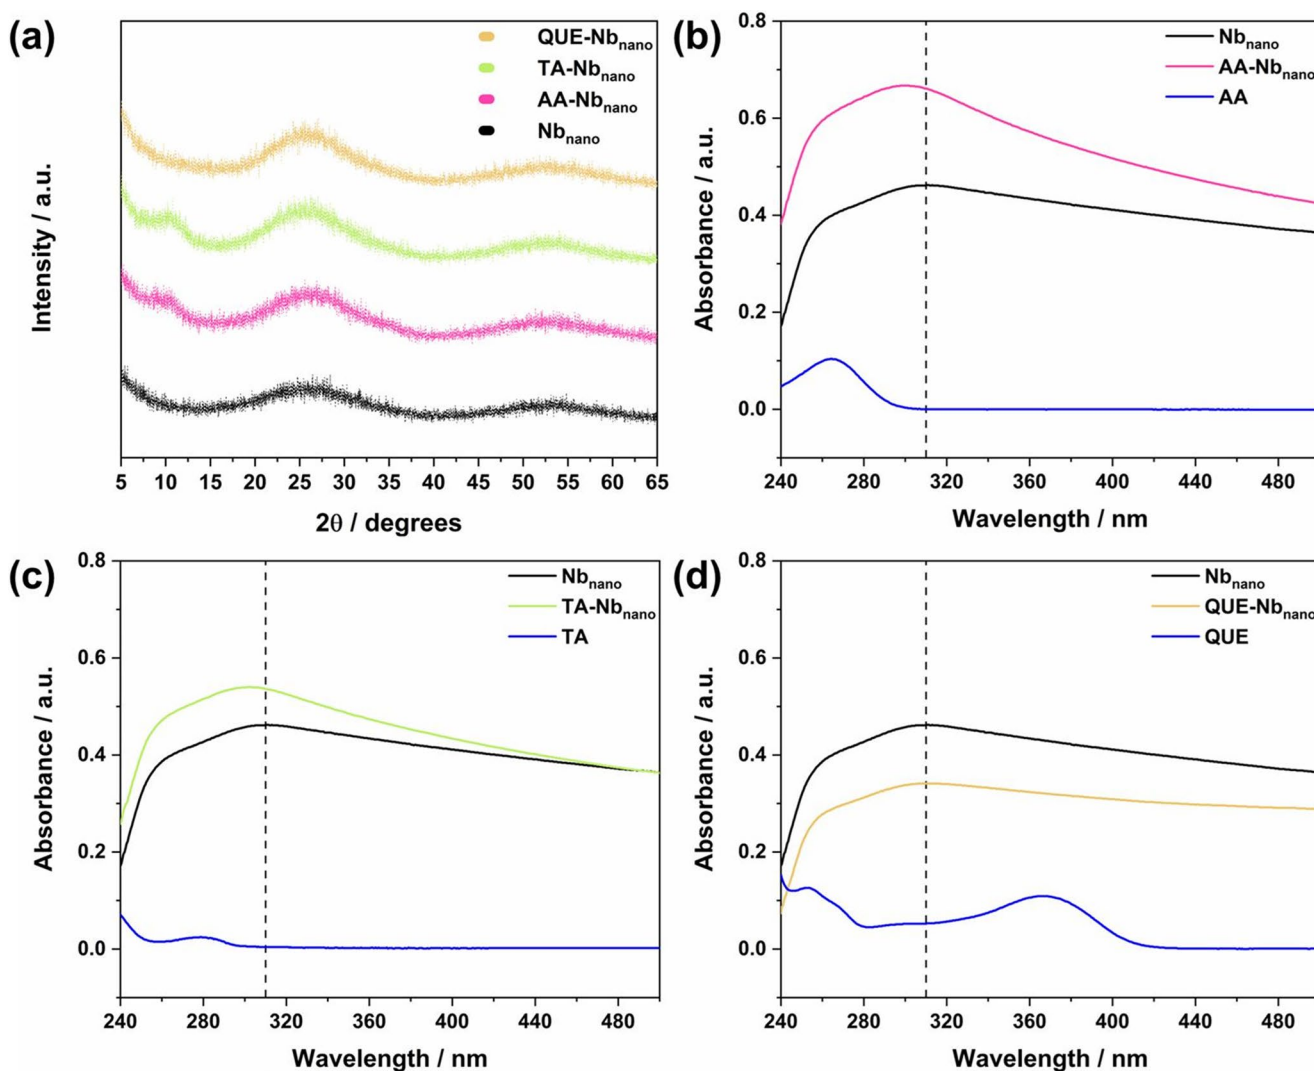 (a)
QUE-Nbnano
TA-Nbnano
AA-Nbnano
Nbnano
Intensity / a.u.
5 10 15 20 25 30 35 40 45 50 55 60 65
2θ / degrees
(b)
Nbnano
AA-Nbnano
AA
0.8
0.6
0.4
0.2
0.0
Absorbance / a.u.
240 280 320 360 400 440 480
Wavelength / nm
(c)
Nbnano
TA-Nbnano
TA
0.8
0.6
0.4
0.2
0.0
Absorbance / a.u.
240 280 320 360 400 440 480
Wavelength / nm
(d)
Nbnano
QUE-Nbnano
QUE
0.8
0.6
0.4
0.2
0.0
Absorbance / a.u.
240 280 320 360 400 440 480
Wavelength / nm